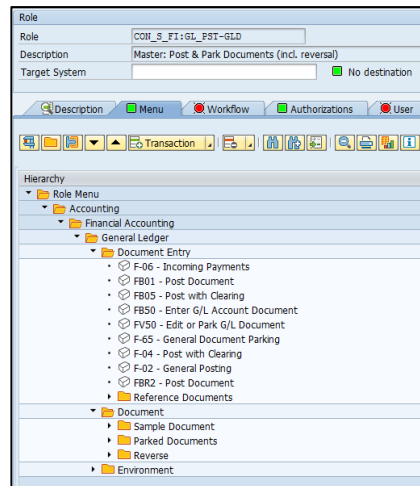 Role
Role CON_S_FI:GL_PST-GLD
Description Master: Post & Park Documents (incl. reversal)
Target System No destination
Description Menu Workflow Authorizations User
Transaction
Hierarchy
Role Menu
Accounting
Financial Accounting
General Ledger
Document Entry
F-06 - Incoming Payments
FB01 - Post Document
FB05 - Post with Clearing
FB50 - Enter G/L Account Document
FV50 - Edit or Park G/L Document
F-65 - General Document Parking
F-04 - Post with Clearing
F-02 - General Posting
FBR2 - Post Document
Reference Documents
Document
Sample Document
Parked Documents
Reverse
Environment